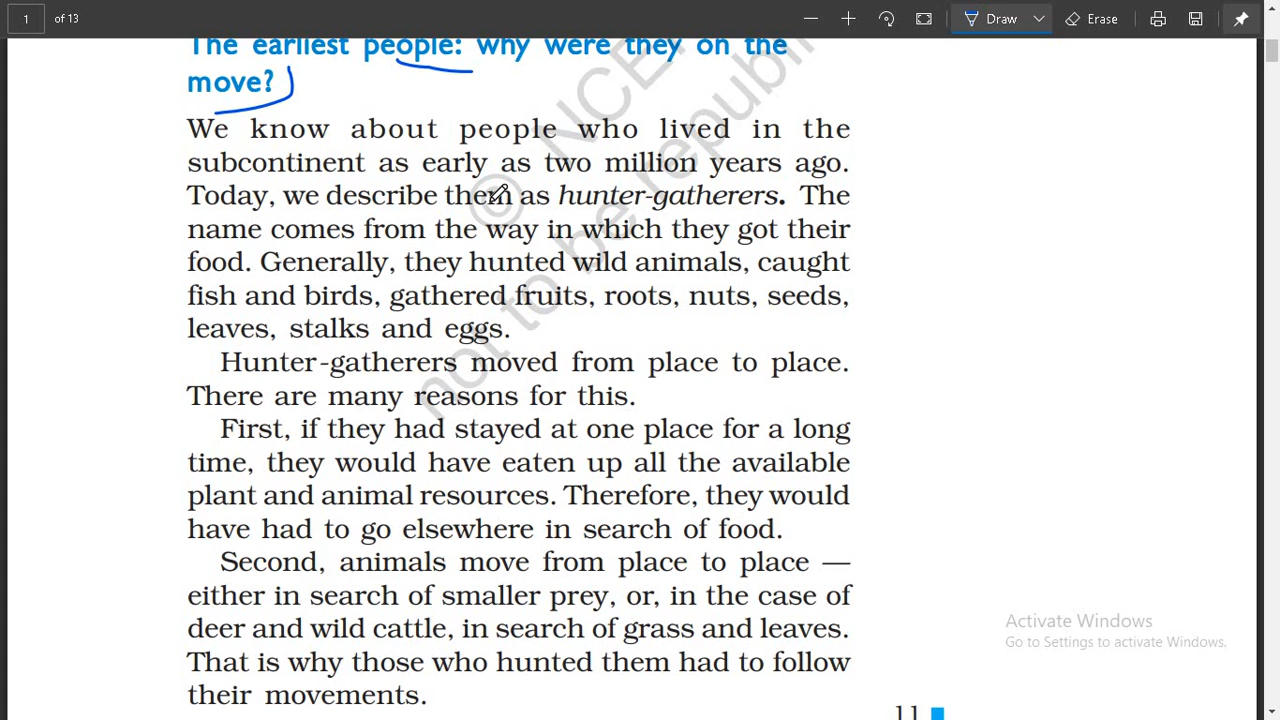 1 of 13 Draw Erase
The earliest people: why were they on the
move?
We know about people who lived in the
subcontinent as early as two million years ago.
Today, we describe them as hunter-gatherers. The
name comes from the way in which they got their
food. Generally, they hunted wild animals, caught
fish and birds, gathered fruits, roots, nuts, seeds,
leaves, stalks and eggs.
Hunter-gatherers moved from place to place.
There are many reasons for this.
First, if they had stayed at one place for a long
time, they would have eaten up all the available
plant and animal resources. Therefore, they would
have had to go elsewhere in search of food.
Second, animals move from place to place —
either in search of smaller prey, or, in the case of
deer and wild cattle, in search of grass and leaves.
That is why those who hunted them had to follow
their movements.
11
© NCE
not to be republi
Activate Windows
Go to Settings to activate Windows.